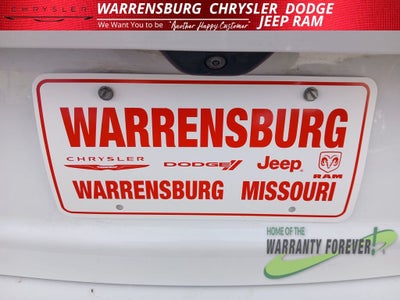 CHRYSLER
WARRENSBURG CHRYSLER DODGE
JEEP RAM
We Want You to be "Another Happy Customer"
WARRENSBURG
CHRYSLER DODGE Jeep RAM
WARRENSBURG MISSOURI
HOME OF THE
WARRANTY FOREVER!